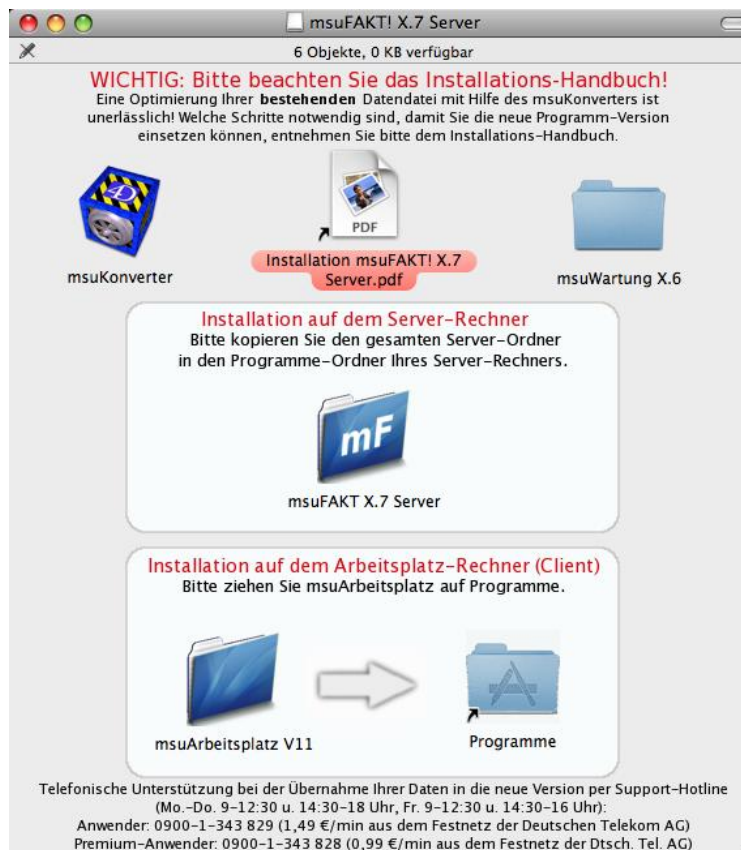 msuFAKT! X.7 Server
6 Objekte, 0 KB verfügbar
WICHTIG: Bitte beachten Sie das Installations-Handbuch!
Eine Optimierung Ihrer bestehenden Datendatei mit Hilfe des msuKonverters ist
unerlässlich! Welche Schritte notwendig sind, damit Sie die neue Programm-Version
einsetzen können, entnehmen Sie bitte dem Installations-Handbuch.
4D
PDF
msuKonverter
Installation msuFAKT! X.7
Server.pdf
msuWartung X.6
Installation auf dem Server-Rechner
Bitte kopieren Sie den gesamten Server-Ordner
in den Programme-Ordner Ihres Server-Rechners.
mF
msuFAKT X.7 Server
Installation auf dem Arbeitsplatz-Rechner (Client)
Bitte ziehen Sie msuArbeitsplatz auf Programme.
msuArbeitsplatz V11
Programme
Telefonische Unterstützung bei der Übernahme Ihrer Daten in die neue Version per Support-Hotline
(Mo.-Do. 9-12:30 u. 14:30-18 Uhr, Fr. 9-12:30 u. 14:30-16 Uhr):
Anwender: 0900-1-343 829 (1,49 €/min aus dem Festnetz der Deutschen Telekom AG)
Premium-Anwender: 0900-1-343 828 (0,99 €/min aus dem Festnetz der Dtsch. Tel. AG)